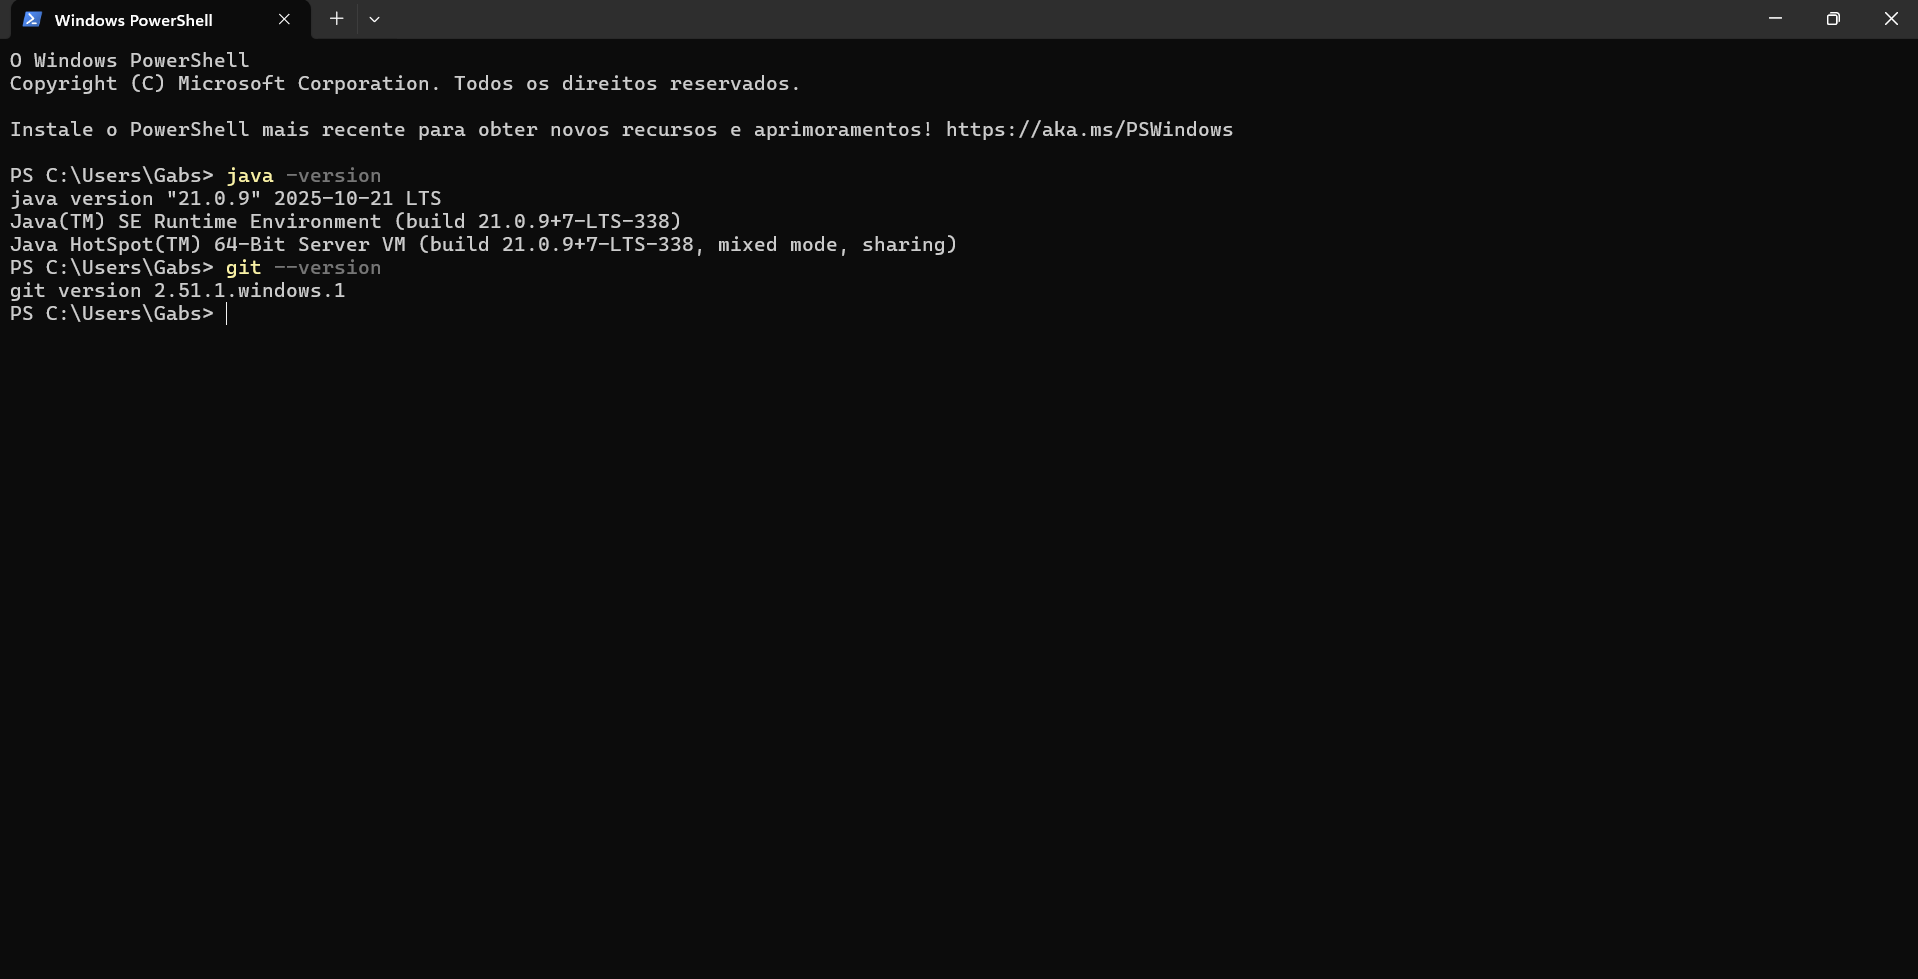 Windows PowerShell
O Windows PowerShell
Copyright (C) Microsoft Corporation. Todos os direitos reservados.
Instale o PowerShell mais recente para obter novos recursos e aprimoramentos! https://aka.ms/PSWindows
PS C:\Users\Gabs> java -version
java version "21.0.9" 2025-10-21 LTS
Java(TM) SE Runtime Environment (build 21.0.9+7-LTS-338)
Java HotSpot(TM) 64-Bit Server VM (build 21.0.9+7-LTS-338, mixed mode, sharing)
PS C:\Users\Gabs> git --version
git version 2.51.1.windows.1
PS C:\Users\Gabs>